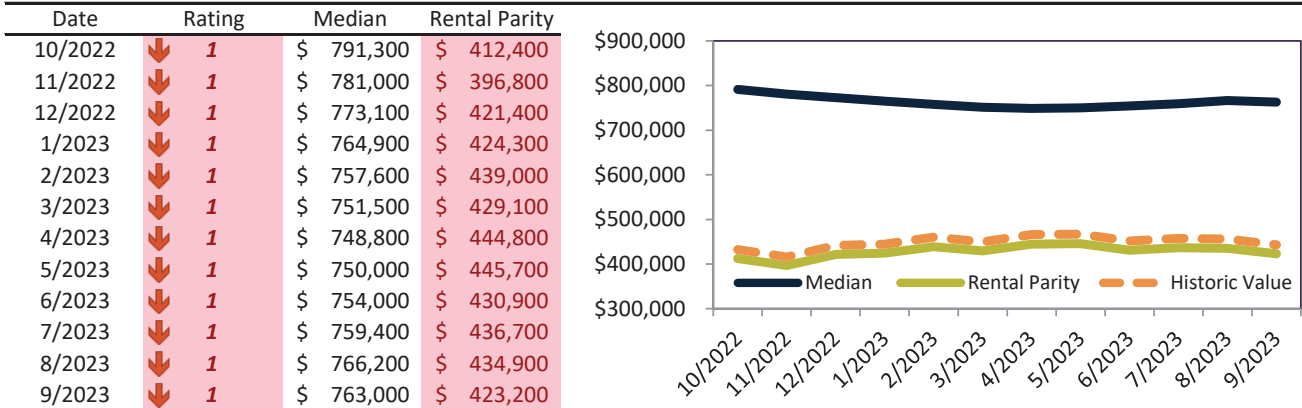 Date Rating Median Rental Parity
10/2022 1 $ 791,300 $ 412,400
11/2022 1 $ 781,000 $ 396,800
12/2022 1 $ 773,100 $ 421,400
1/2023 1 $ 764,900 $ 424,300
2/2023 1 $ 757,600 $ 439,000
3/2023 1 $ 751,500 $ 429,100
4/2023 1 $ 748,800 $ 444,800
5/2023 1 $ 750,000 $ 445,700
6/2023 1 $ 754,000 $ 430,900
7/2023 1 $ 759,400 $ 436,700
8/2023 1 $ 766,200 $ 434,900
9/2023 1 $ 763,000 $ 423,200
$900,000
$800,000
$700,000
$600,000
$500,000
$400,000
$300,000
Median Rental Parity Historic Value
10/2022 11/2022 12/2022 1/2023 2/2023 3/2023 4/2023 5/2023 6/2023 7/2023 8/2023 9/2023